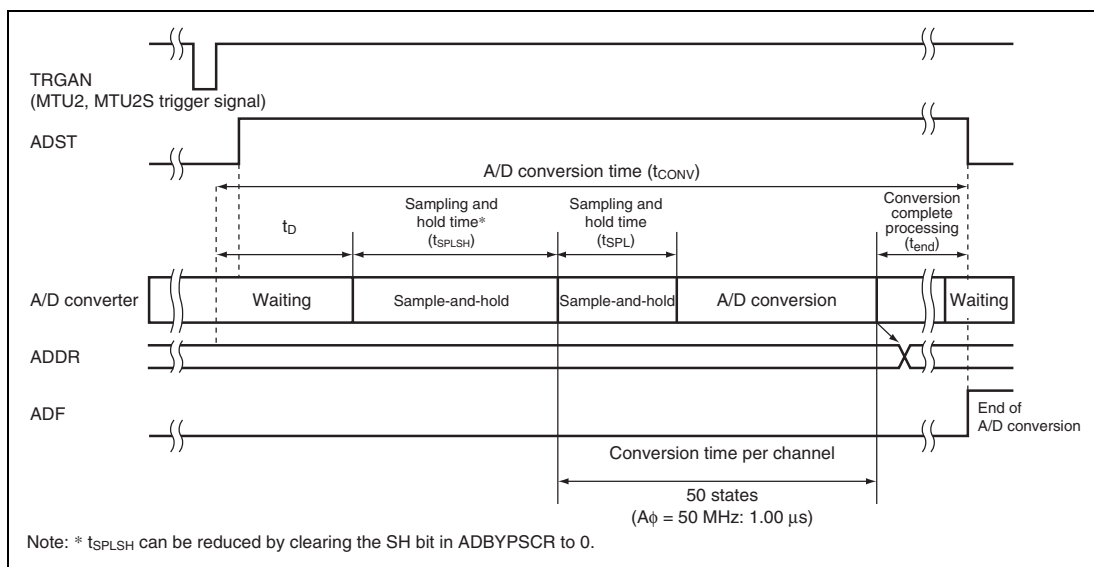 TRGAN
(MTU2, MTU2S trigger signal)
ADST
A/D conversion time (tCONV)
Sampling and
hold time*
(tSPLSH)
Sampling and
hold time
(tSPL)
Conversion
complete
processing
(tend)
tD
A/D converter
Waiting
Sample-and-hold
Sample-and-hold
A/D conversion
Waiting
ADDR
ADF
End of
A/D conversion
Conversion time per channel
50 states
(Aϕ = 50 MHz: 1.00 μs)
Note: * tSPLSH can be reduced by clearing the SH bit in ADBYPSCR to 0.